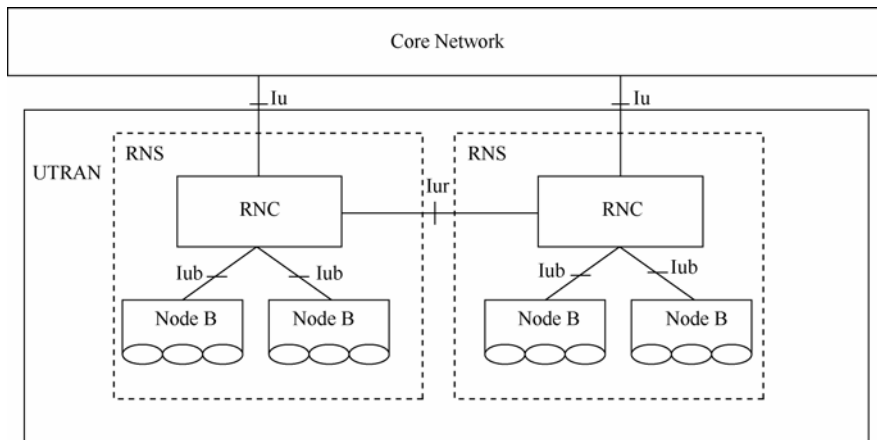 Core Network
Iu
Iu
RNS
RNS
UTRAN
Iur
RNC
RNC
Iub
Iub
Iub
Iub
Node B
Node B
Node B
Node B